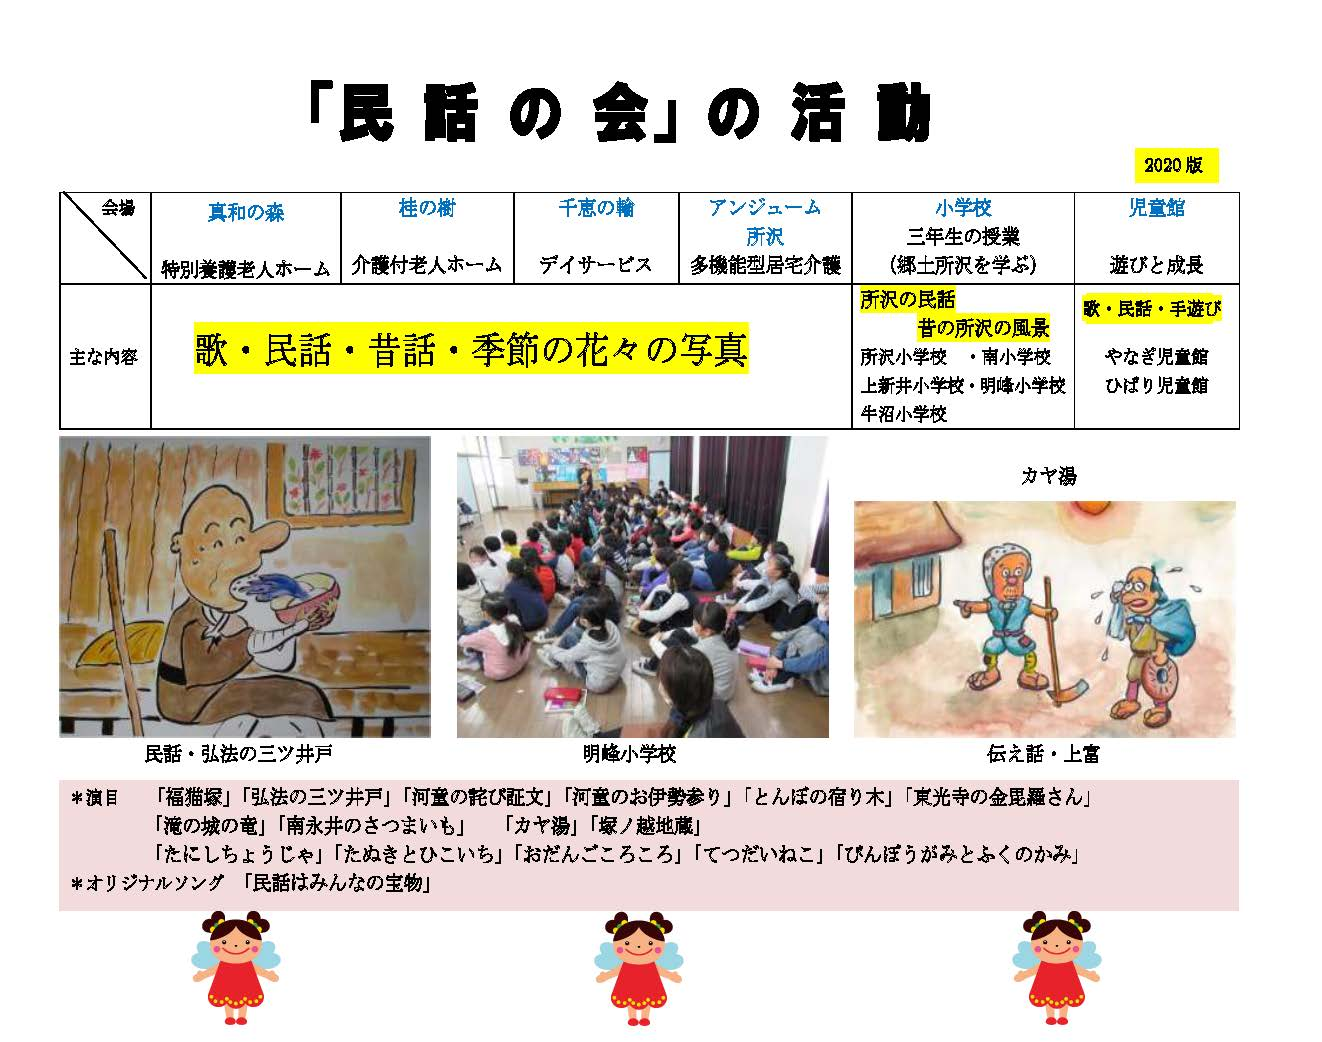 「民話の会」の活動
2020版
会場
真和の森
特別養護老人ホーム
桂の樹
介護付老人ホーム
千恵の輪
デイサービス
アンジューム
所沢
多機能型居宅介護
小学校
三年生の授業
（郷土所沢を学ぶ）
児童館
遊びと成長
主な内容
歌・民話・昔話・季節の花々の写真
所沢の民話
昔の所沢の風景
所沢小学校　・南小学校
上新井小学校・明峰小学校
牛沼小学校
歌・民話・手遊び
やなぎ児童館
ひばり児童館
カヤ湯
民話・弘法の三ツ井戸
明峰小学校
伝え話・上富
＊演目　「福猫塚」「弘法の三ツ井戸」「河童の詫び証文」「河童のお伊勢参り」「とんぼの宿り木」「東光寺の金毘羅さん」
「滝の城の竜」「南永井のさつまいも」　「カヤ湯」「塚ノ越地蔵」
「たにしちょうじゃ」「たぬきとひこいち」「おだんごころころ」「てつだいねこ」「びんぼうがみとふくのかみ」
＊オリジナルソング　「民話はみんなの宝物」